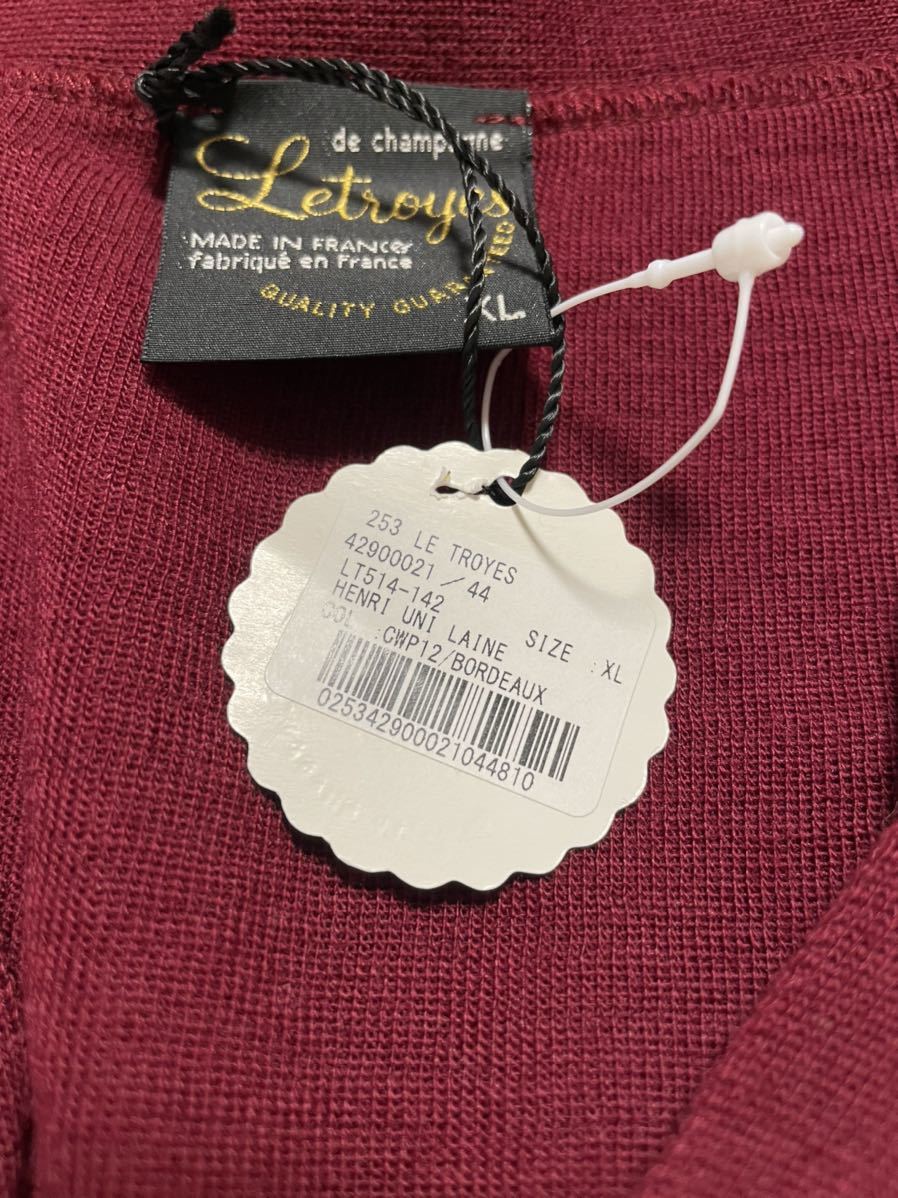 de champagne
Letroyes
MADE IN FRANCE
fabriqué en France
QUALITY GUARANTEED
XL
253 LE TROYES
42900021 / 44
LT514-142
HENRI UNI LAINE SIZE : XL
COL :CWP12/BORDEAUX
025342900021044810